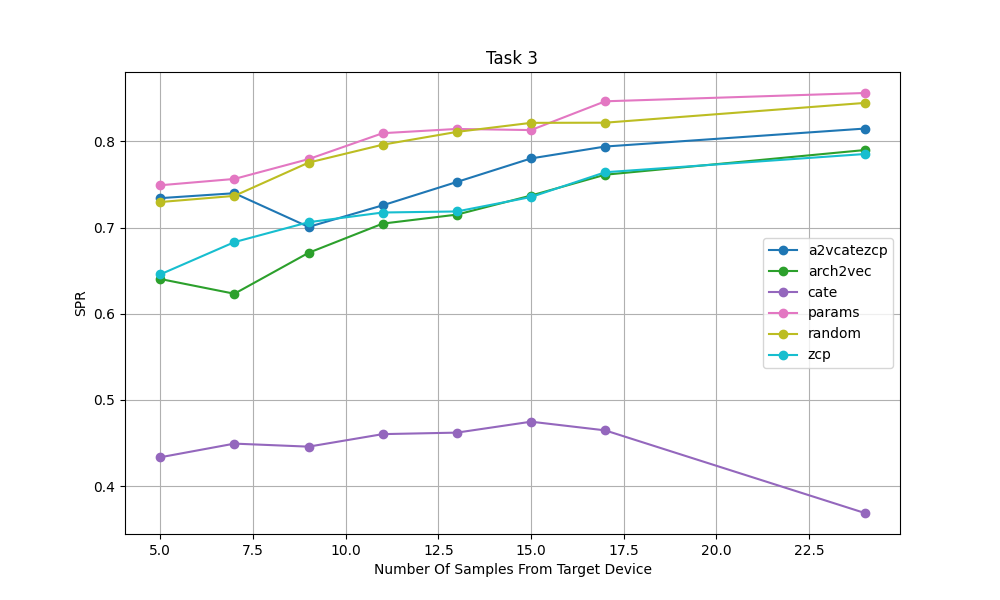 Task 3
SPR
0.8
0.7
0.6
0.5
0.4
a2vcatezcp
arch2vec
cate
params
random
zcp
5.0 7.5 10.0 12.5 15.0 17.5 20.0 22.5
Number Of Samples From Target Device